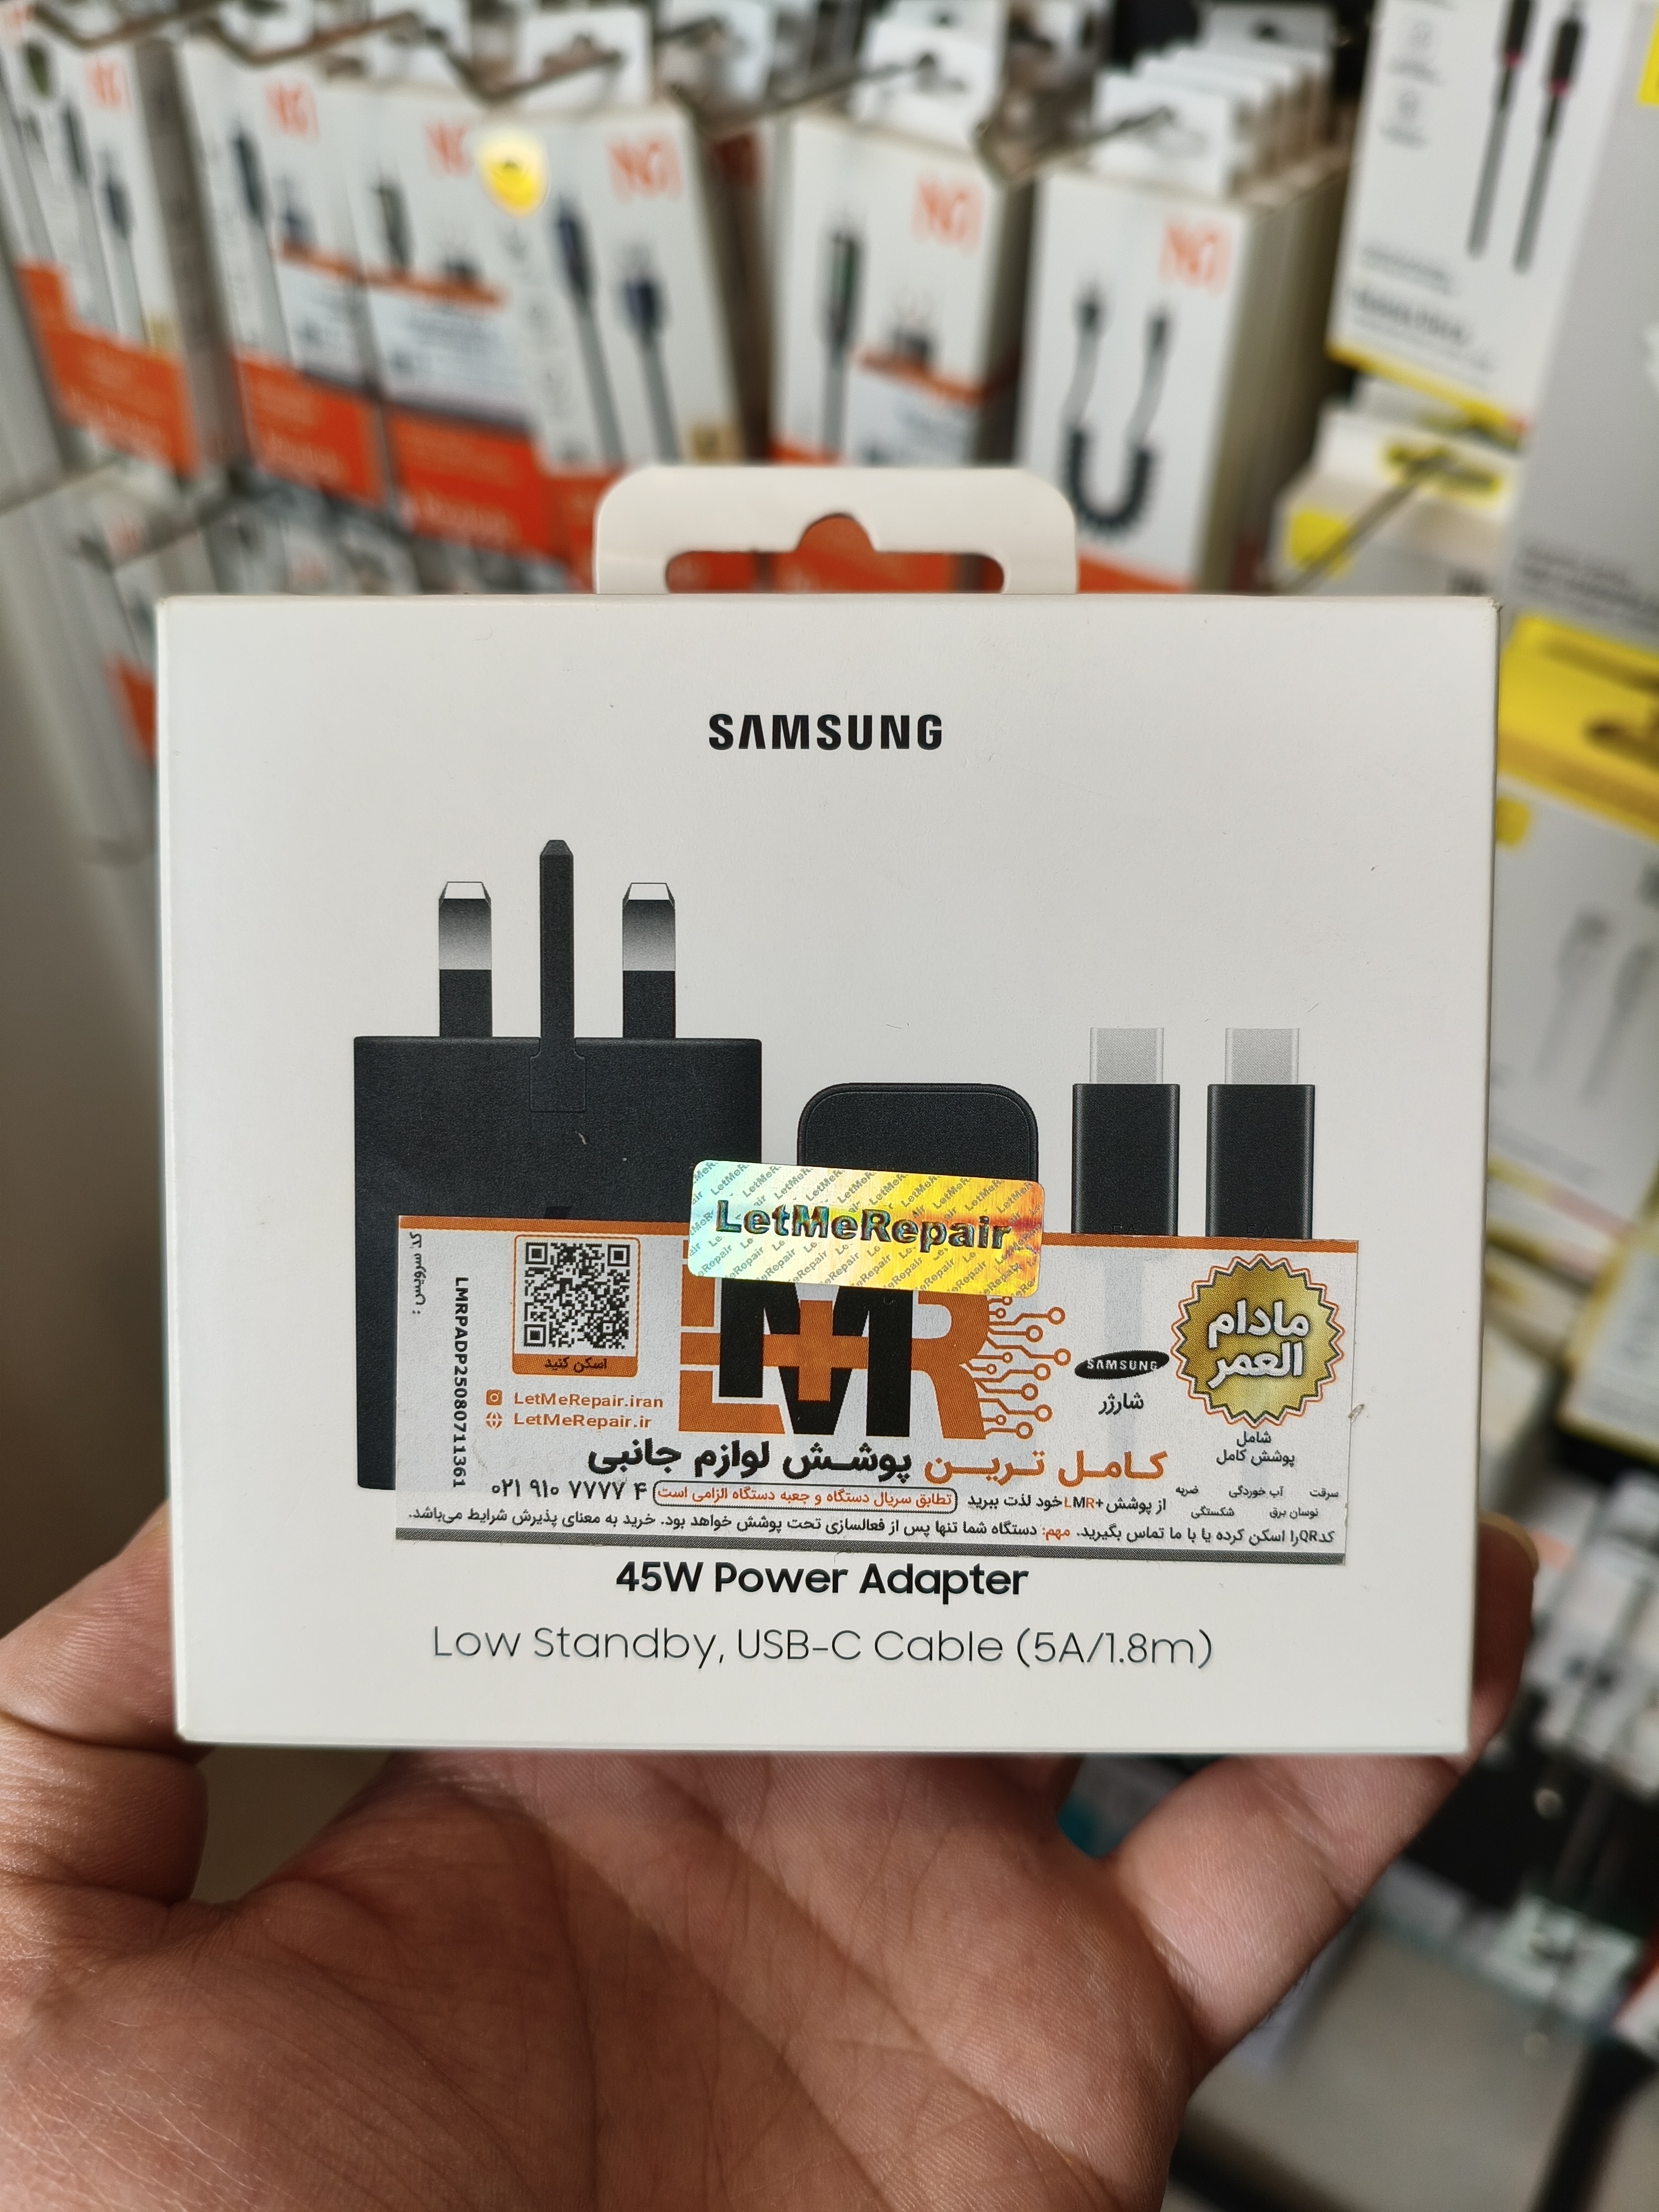 SAMSUNG
LetMeRepair
کد سرویس :
LMRPADP25080711361
اسکن کنید
LetMeRepair.iran
LetMeRepair.ir
LMR
SAMSUNG
شارژر
مادام
العمر
شامل
پوشش کامل
سرقت آب خوردگی ضربه
نوسان برق شکستگی
کامل ترین پوشش لوازم جانبی
از پوشش +LMR خود لذت ببرید تطابق سریال دستگاه و جعبه دستگاه الزامی است ۰۲۱ ۹۱۰ ۷۷۷۷ ۴
کدQRرا اسکن کرده یا با ما تماس بگیرید. مهم: دستگاه شما تنها پس از فعالسازی تحت پوشش خواهد بود. خرید به معنای پذیرش شرایط می‌باشد.
45W Power Adapter
Low Standby, USB-C Cable (5A/1.8m)